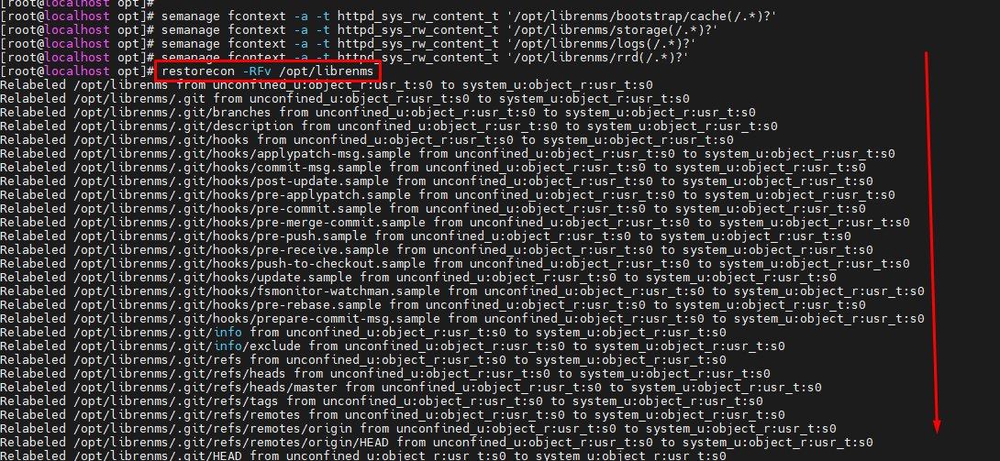 [root@localhost opt]#
[root@localhost opt]# semanage fcontext -a -t httpd_sys_rw_content_t '/opt/librenms/bootstrap/cache(/.*)?'
[root@localhost opt]# semanage fcontext -a -t httpd_sys_rw_content_t '/opt/librenms/storage(/.*)?'
[root@localhost opt]# semanage fcontext -a -t httpd_sys_rw_content_t '/opt/librenms/logs(/.*)?'
[root@localhost opt]# semanage fcontext -a -t httpd_sys_rw_content_t '/opt/librenms/rrd(/.*)?'
[root@localhost opt]# restorecon -RFv /opt/librenms
Relabeled /opt/librenms from unconfined_u:object_r:usr_t:s0 to system_u:object_r:usr_t:s0
Relabeled /opt/librenms/.git from unconfined_u:object_r:usr_t:s0 to system_u:object_r:usr_t:s0
Relabeled /opt/librenms/.git/branches from unconfined_u:object_r:usr_t:s0 to system_u:object_r:usr_t:s0
Relabeled /opt/librenms/.git/description from unconfined_u:object_r:usr_t:s0 to system_u:object_r:usr_t:s0
Relabeled /opt/librenms/.git/hooks from unconfined_u:object_r:usr_t:s0 to system_u:object_r:usr_t:s0
Relabeled /opt/librenms/.git/hooks/applypatch-msg.sample from unconfined_u:object_r:usr_t:s0 to system_u:object_r:usr_t:s0
Relabeled /opt/librenms/.git/hooks/commit-msg.sample from unconfined_u:object_r:usr_t:s0 to system_u:object_r:usr_t:s0
Relabeled /opt/librenms/.git/hooks/post-update.sample from unconfined_u:object_r:usr_t:s0 to system_u:object_r:usr_t:s0
Relabeled /opt/librenms/.git/hooks/pre-applypatch.sample from unconfined_u:object_r:usr_t:s0 to system_u:object_r:usr_t:s0
Relabeled /opt/librenms/.git/hooks/pre-commit.sample from unconfined_u:object_r:usr_t:s0 to system_u:object_r:usr_t:s0
Relabeled /opt/librenms/.git/hooks/pre-merge-commit.sample from unconfined_u:object_r:usr_t:s0 to system_u:object_r:usr_t:s0
Relabeled /opt/librenms/.git/hooks/pre-push.sample from unconfined_u:object_r:usr_t:s0 to system_u:object_r:usr_t:s0
Relabeled /opt/librenms/.git/hooks/pre-receive.sample from unconfined_u:object_r:usr_t:s0 to system_u:object_r:usr_t:s0
Relabeled /opt/librenms/.git/hooks/push-to-checkout.sample from unconfined_u:object_r:usr_t:s0 to system_u:object_r:usr_t:s0
Relabeled /opt/librenms/.git/hooks/update.sample from unconfined_u:object_r:usr_t:s0 to system_u:object_r:usr_t:s0
Relabeled /opt/librenms/.git/hooks/fsmonitor-watchman.sample from unconfined_u:object_r:usr_t:s0 to system_u:object_r:usr_t:s0
Relabeled /opt/librenms/.git/hooks/pre-rebase.sample from unconfined_u:object_r:usr_t:s0 to system_u:object_r:usr_t:s0
Relabeled /opt/librenms/.git/hooks/prepare-commit-msg.sample from unconfined_u:object_r:usr_t:s0 to system_u:object_r:usr_t:s0
Relabeled /opt/librenms/.git/info from unconfined_u:object_r:usr_t:s0 to system_u:object_r:usr_t:s0
Relabeled /opt/librenms/.git/info/exclude from unconfined_u:object_r:usr_t:s0 to system_u:object_r:usr_t:s0
Relabeled /opt/librenms/.git/refs from unconfined_u:object_r:usr_t:s0 to system_u:object_r:usr_t:s0
Relabeled /opt/librenms/.git/refs/heads from unconfined_u:object_r:usr_t:s0 to system_u:object_r:usr_t:s0
Relabeled /opt/librenms/.git/refs/heads/master from unconfined_u:object_r:usr_t:s0 to system_u:object_r:usr_t:s0
Relabeled /opt/librenms/.git/refs/tags from unconfined_u:object_r:usr_t:s0 to system_u:object_r:usr_t:s0
Relabeled /opt/librenms/.git/refs/remotes from unconfined_u:object_r:usr_t:s0 to system_u:object_r:usr_t:s0
Relabeled /opt/librenms/.git/refs/remotes/origin from unconfined_u:object_r:usr_t:s0 to system_u:object_r:usr_t:s0
Relabeled /opt/librenms/.git/refs/remotes/origin/HEAD from unconfined_u:object_r:usr_t:s0 to system_u:object_r:usr_t:s0
Relabeled /opt/librenms/.git/HEAD from unconfined_u:object_r:usr_t:s0 to system_u:object_r:usr_t:s0